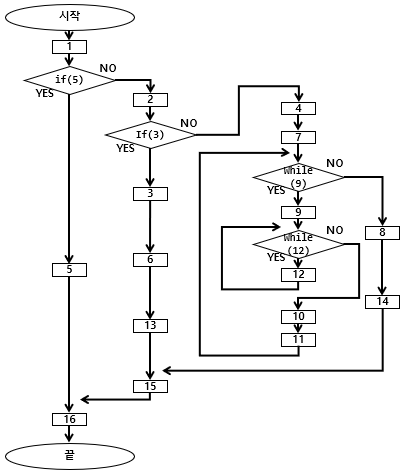 시작
1
if(5)
NO
YES
2
If(3)
NO
YES
4
7
While
(9)
NO
YES
3
9
8
While
(12)
NO
YES
5
6
12
14
10
13
11
15
16
끝